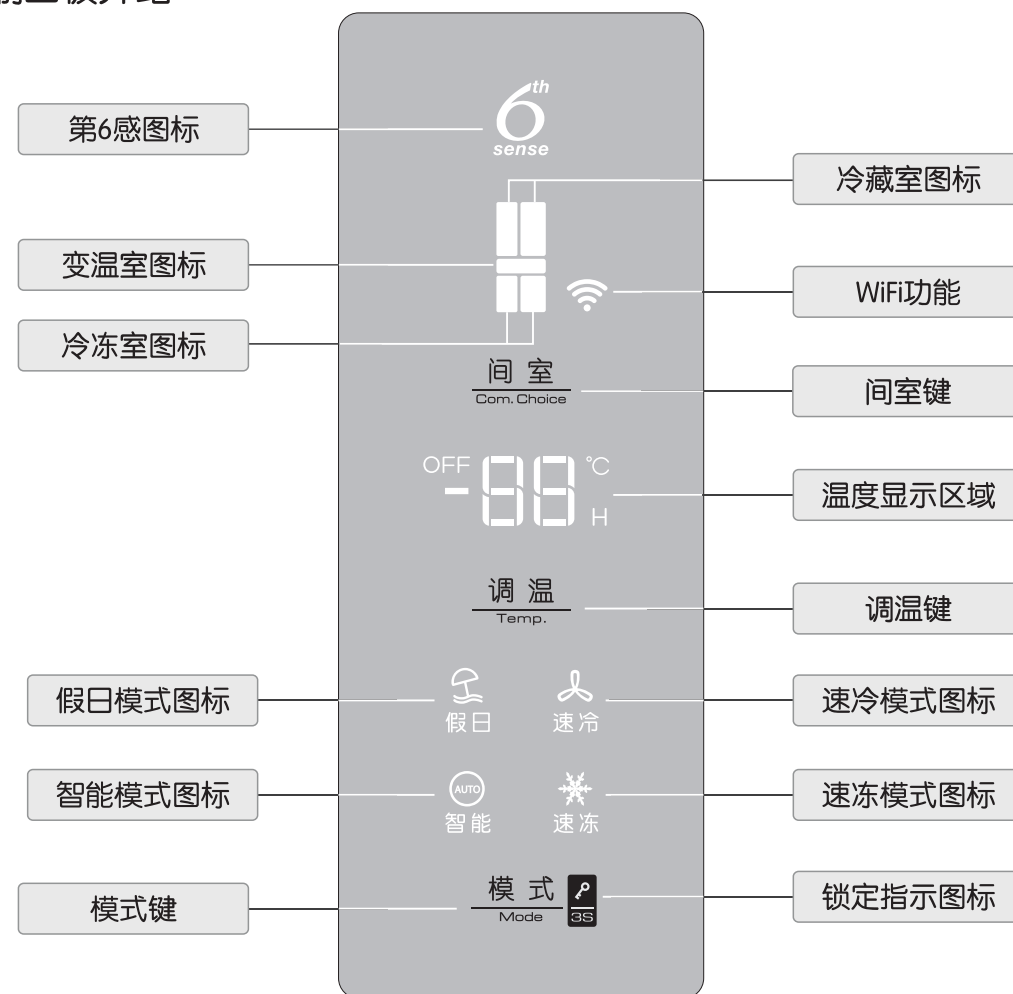 第6感图标
变温室图标
冷冻室图标
假日模式图标
智能模式图标
模式键
6th
sense
间室
Com. Choice
OFF -88 ℃
H
调温
Temp.
假日 速冷
AUTO
智能 速冻
模式
Mode 3S
冷藏室图标
WiFi功能
间室键
温度显示区域
调温键
速冷模式图标
速冻模式图标
锁定指示图标